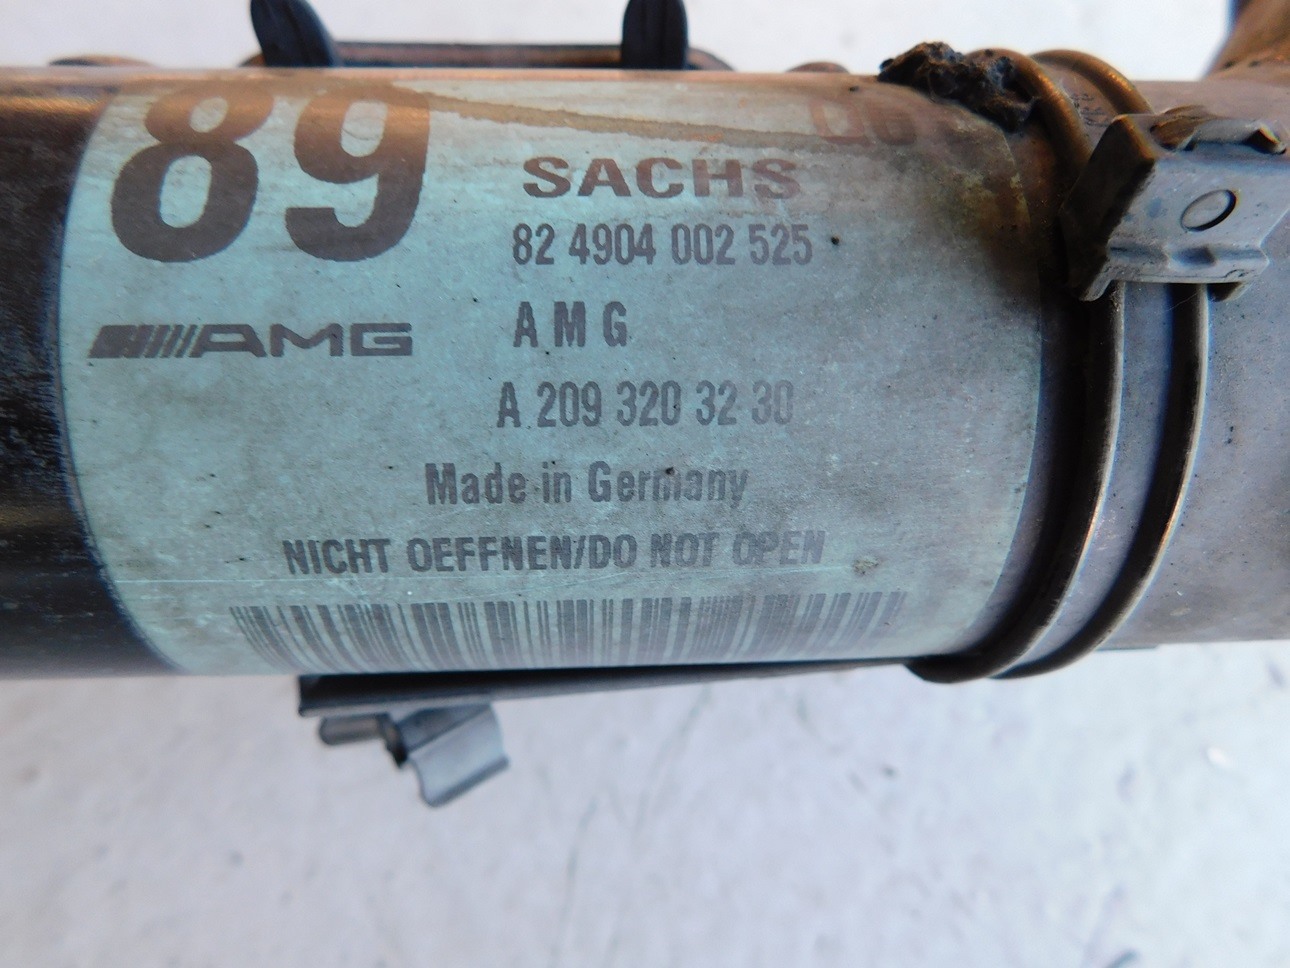 89
SACHS
82 4904 002 525
AMG
A M G
A 209 320 32 30
Made in Germany
NICHT OEFFNEN/DO NOT OPEN